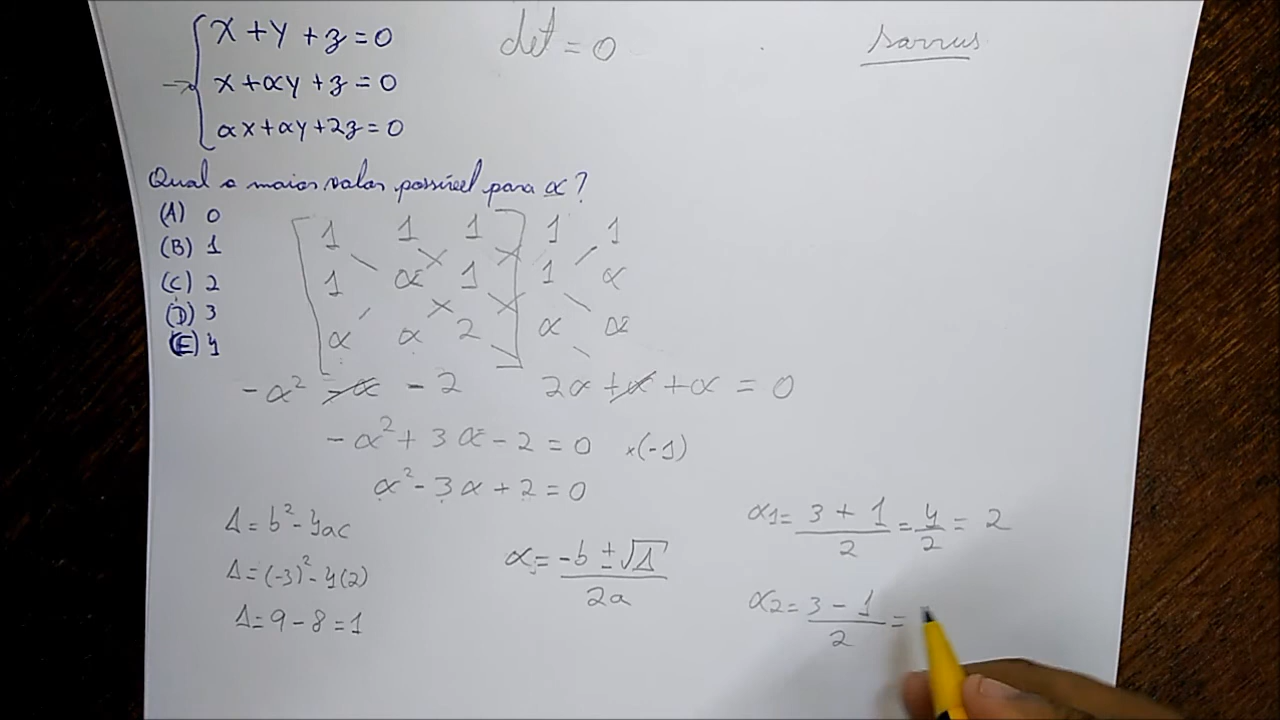 x + y + z = 0
det = 0
sarrus
→ x + αy + z = 0
αx + αy + 2z = 0
Qual o maior valor possível para α?
(A) 0
(B) 1
(C) 2
(D) 3
(E) 4
1 1 1 1 1
1 α 1 1 α
α α 2 α α
-α² -α -2 2α +α +α = 0
-α² + 3α - 2 = 0 ×(-1)
α² - 3α + 2 = 0
Δ = b² - 4ac
Δ = (-3)² - 4(2)
Δ = 9 - 8 = 1
α = (-b ± √Δ)/2a
α1 = (3 + 1)/2 = 4/2 = 2
α2 = (3 - 1)/2 =